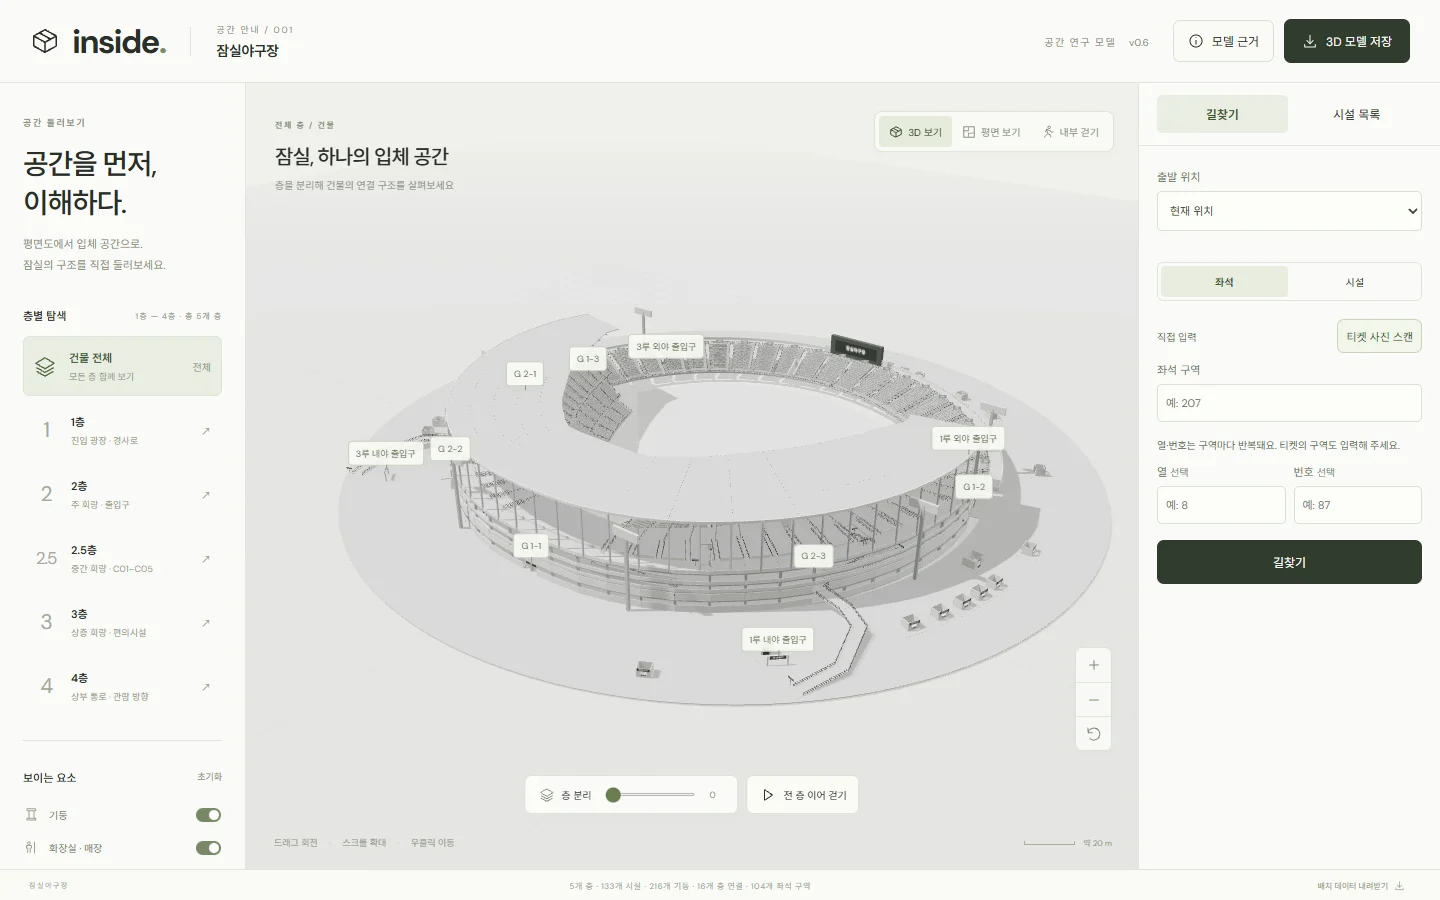 inside.
공간 안내 / 001
잠실야구장
공간 연구 모델 v0.6
모델 근거
3D 모델 저장
공간 둘러보기
공간을 먼저,
이해하다.
평면도에서 입체 공간으로.
잠실의 구조를 직접 둘러보세요.
층별 탐색
1층 — 4층 · 총 5개 층
건물 전체
모든 층 함께 보기
전체
1
1층
진입 광장 · 경사로
2
2층
주 회랑 · 출입구
2.5
2.5층
중간 회랑 · C01–C05
3
3층
상층 회랑 · 편의시설
4
4층
상부 통로 · 관람 방향
보이는 요소
초기화
기둥
화장실 · 매장
전체 층 / 건물
잠실, 하나의 입체 공간
층을 분리해 건물의 연결 구조를 살펴보세요
3D 보기
평면 보기
내부 걷기
3루 외야 출입구
G 1-3
G 2-1
1루 외야 출입구
G 2-2
3루 내야 출입구
G 1-2
G 1-1
G 2-3
1루 내야 출입구
층 분리
0
전 층 이어 걷기
드래그 회전 · 스크롤 확대 · 우클릭 이동
약 20 m
길찾기
시설 목록
출발 위치
현재 위치
좌석
시설
직접 입력
티켓 사진 스캔
좌석 구역
예: 207
열·번호는 구역마다 반복돼요. 티켓의 구역도 입력해 주세요.
열 선택
번호 선택
예: 8
예: 87
길찾기
잠실야구장
5개 층 · 133개 시설 · 216개 기둥 · 16개 층 연결 · 104개 좌석 구역
배치 데이터 내려받기